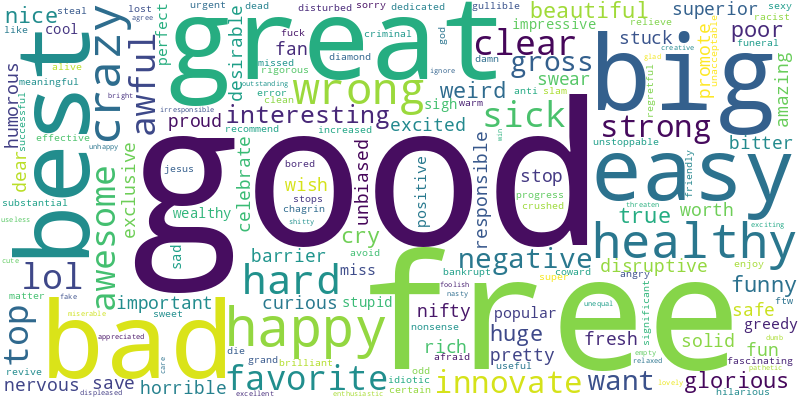 good
great
free
best
big
easy
bad
happy
healthy
wrong
hard
crazy
awesome
awful
lol
top
sick
clear
strong
gross
weird
favorite
innovate
want
interesting
negative
beautiful
superior
poor
nice
cool
lost
like
steal
agree
alive
meaningful
humorous
successful
effective
bright
unhappy
dear
substantial
useless
cute
matter
fake
revive
nervous
displeased
save
horrible
miserable
appreciated
important
sweet
care
urgent
dead
perfect
fuck
fan
missed
rigorous
error
clean
desirable
disturbed
sorry
criminal
diamond
outstanding
irresponsible
proud
recommend
increased
dedicated
god
damn
ignore
gullible
impressive
stuck
relieve
swear
sigh
warm
anti
slam
excited
regretful
glad
promote
unacceptable
creative
racist
sexy
funeral
amazing
unstoppable
bitter
friendly
threaten
true
worth
exciting
exclusive
wealthy
jesus
sad
celebrate
bored
wish
stops
chagrin
shitty
unbiased
positive
responsible
win
stop
progress
crushed
barrier
cry
avoid
miss
curious
stupid
die
grand
brilliant
excellent
afraid
idiotic
certain
enthusiastic
odd
rich
nonsense
nifty
bankrupt
foolish
nasty
coward
super
popular
huge
pretty
useful
unequal
fresh
empty
relaxed
disruptive
angry
significant
solid
enjoy
funny
ftw
safe
greedy
fun
dumb
fascinating
pathetic
glorious
lovely
hilarious